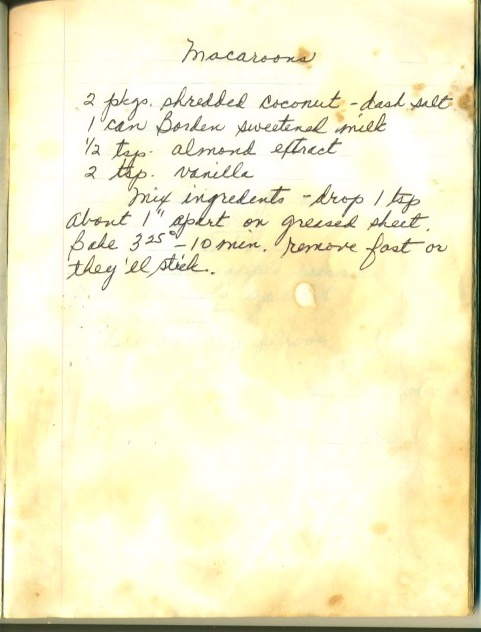 Macaroons
2 pkgs. shredded coconut - dash salt
1 can Borden sweetened milk
1/2 tsp. almond extract
2 tsp. vanilla
Mix ingredients - drop 1 tsp
about 1" apart on greased sheet.
Bake 325° - 10 min. remove fast or
they'll stick.